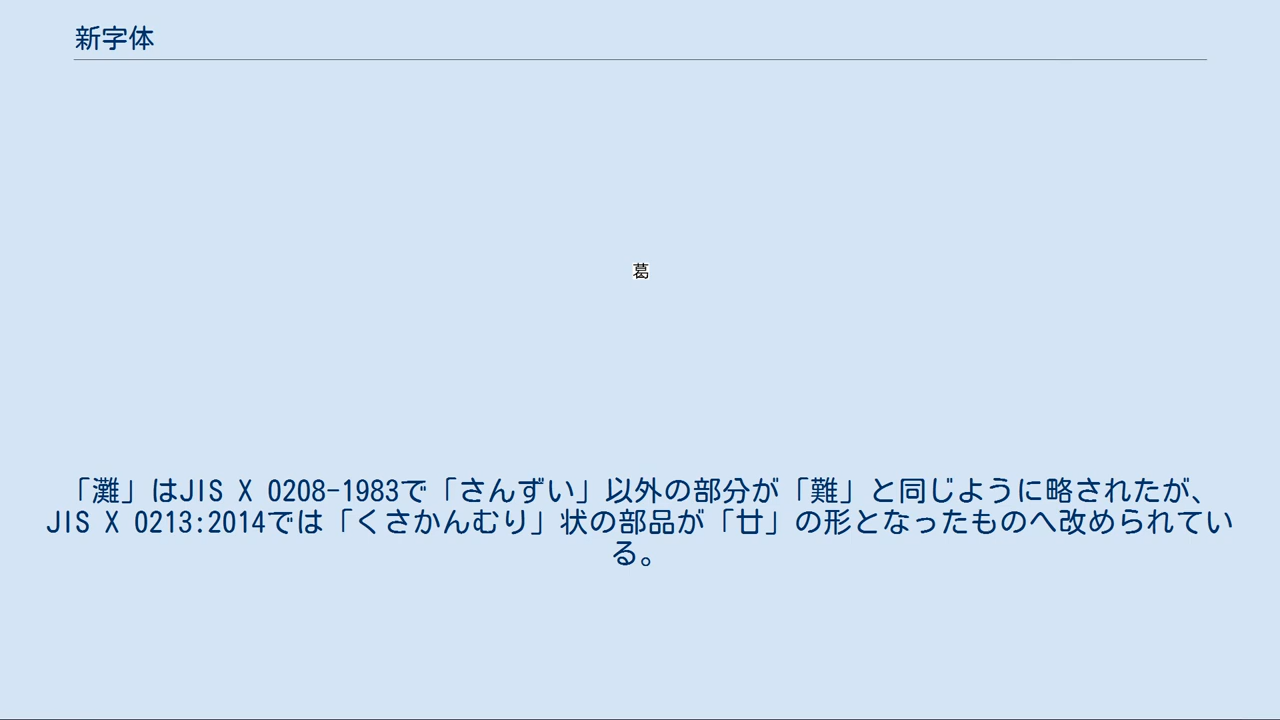 新字体
葛
「灘」はJIS X 0208-1983で「さんずい」以外の部分が「難」と同じように略されたが、
JIS X 0213:2014では「くさかんむり」状の部品が「廿」の形となったものへ改められてい
る。